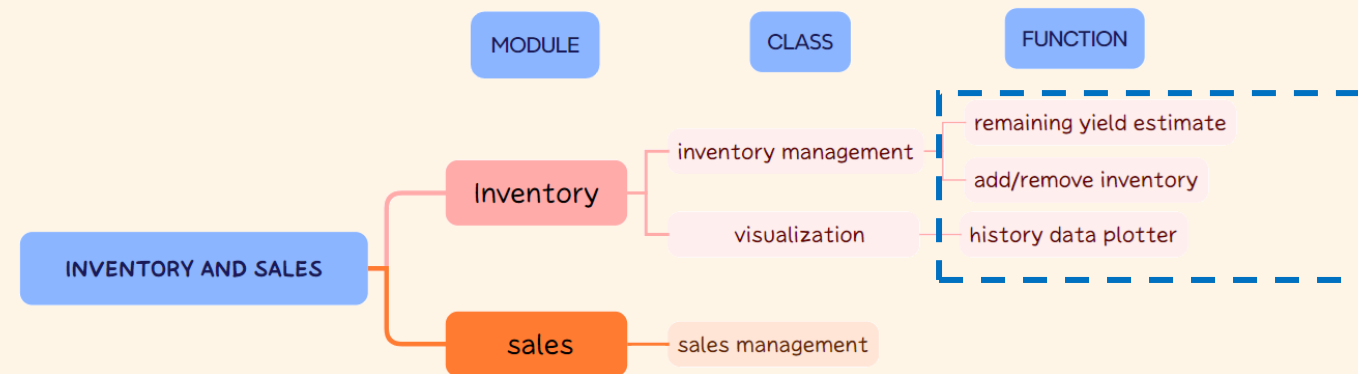 MODULE
CLASS
FUNCTION
remaining yield estimate
inventory management
add/remove inventory
Inventory
visualization
history data plotter
INVENTORY AND SALES
sales
sales management